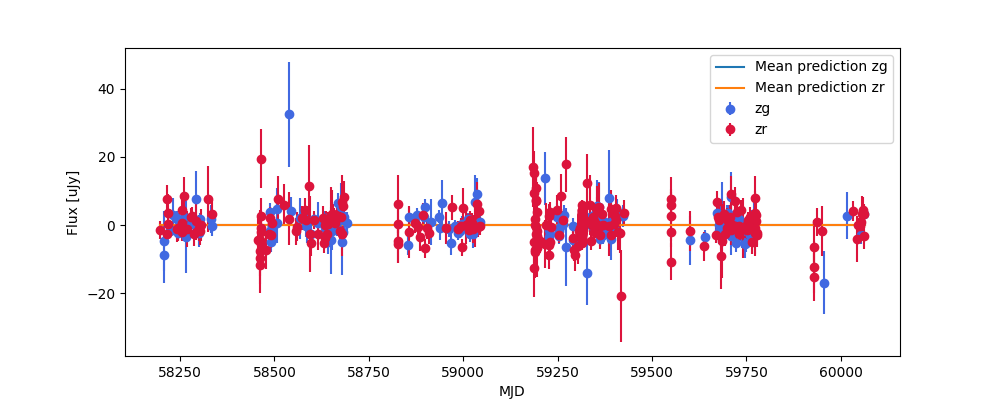 Mean prediction zg
Mean prediction zr
zg
zr
Flux [uJy]
40
20
0
−20
58250 58500 58750 59000 59250 59500 59750 60000
MJD